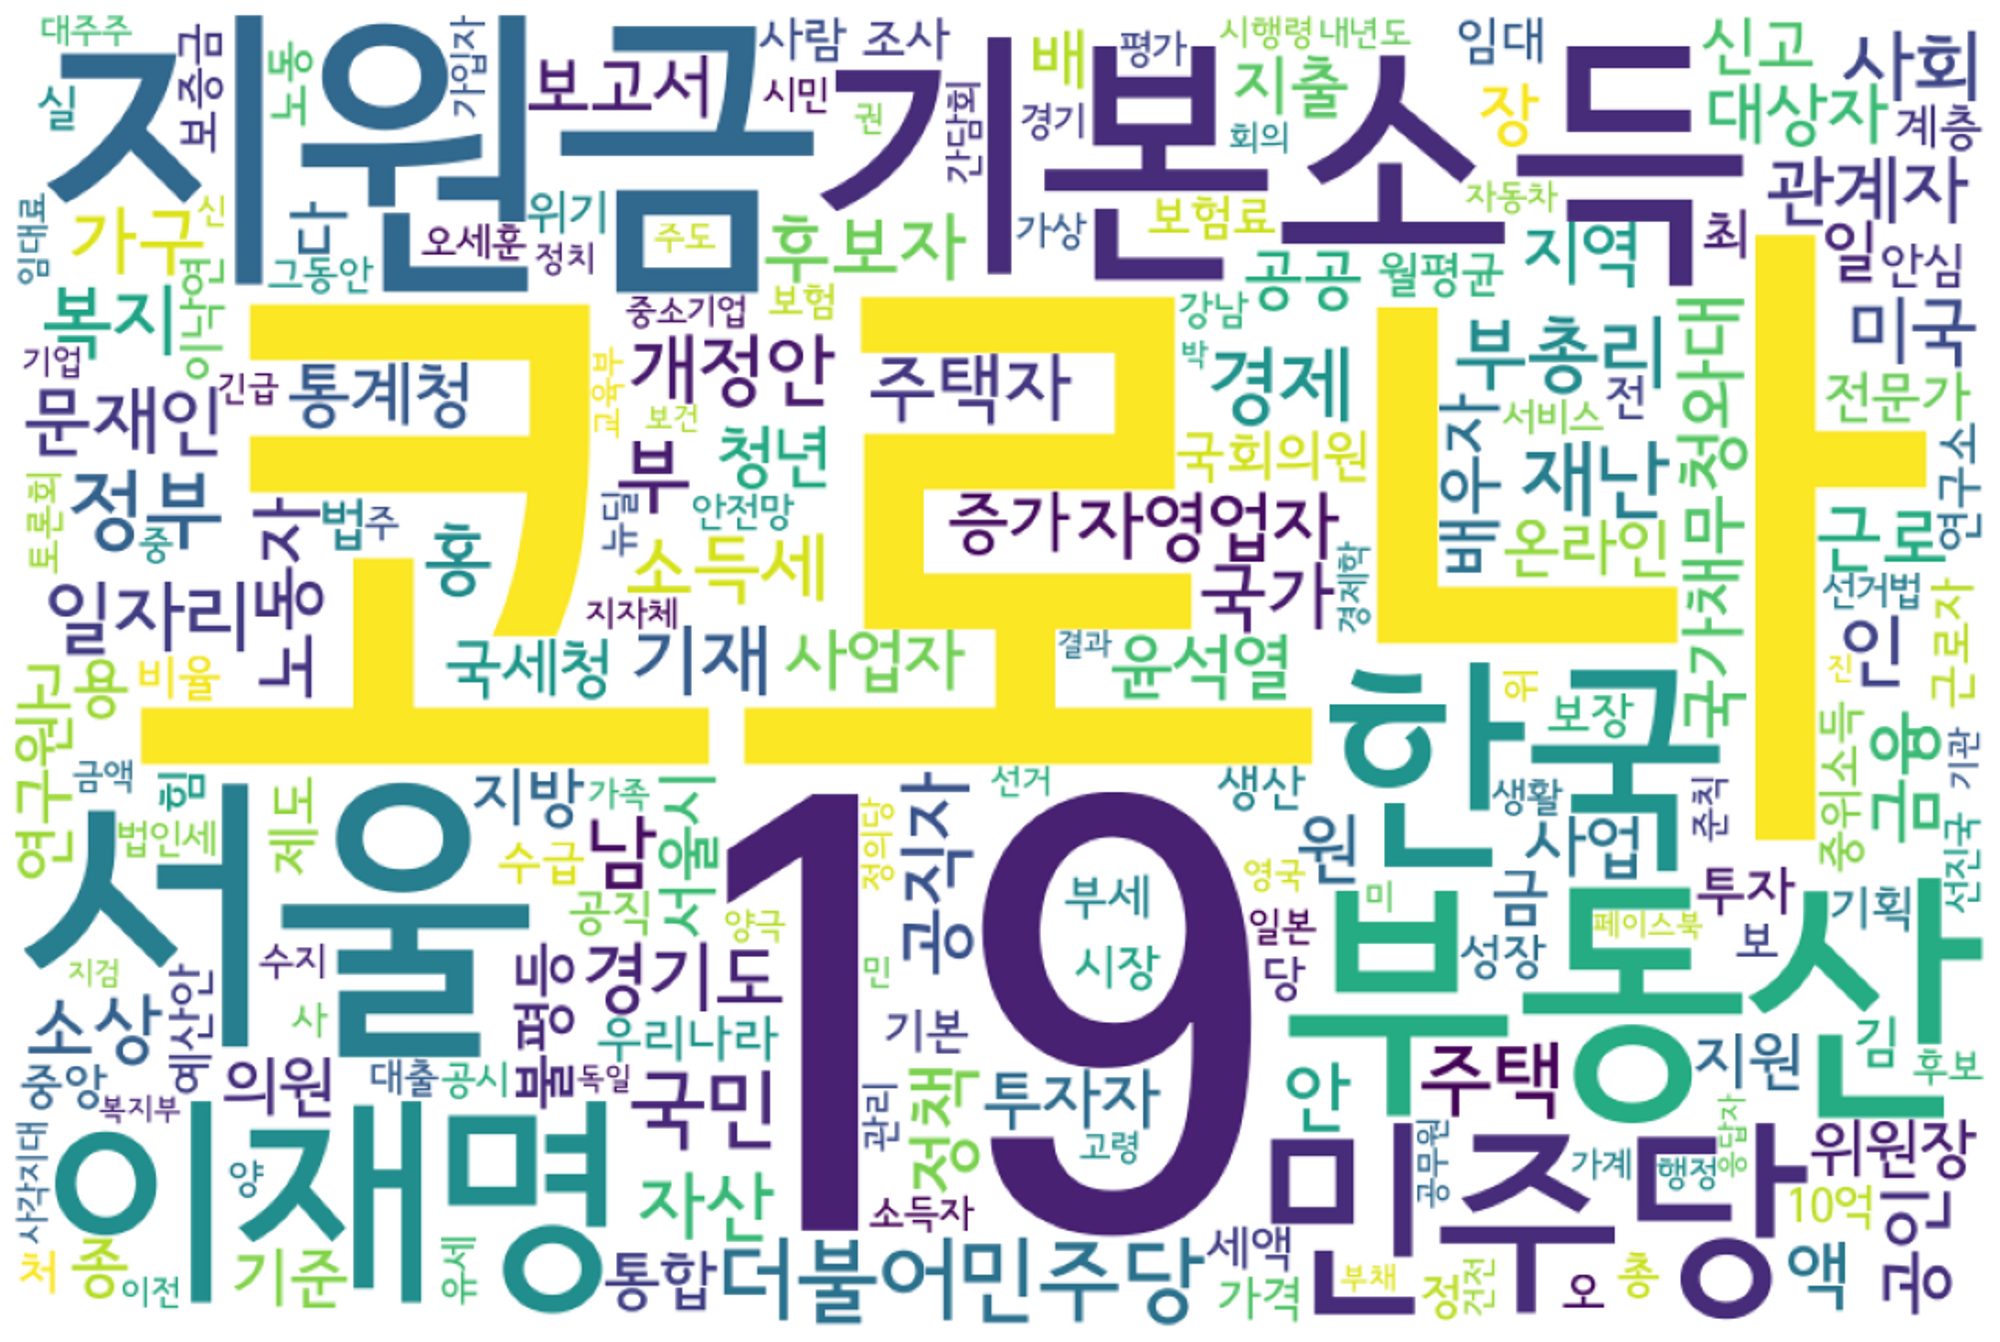 대주주
보증금
노동
지원금
가입자
보고서
사람
조사
시민
권
기본소득
간담회
배
평가
경기
시행령
내년도
지출
회의
임대
장
신고
사회
대상자
계층
실
관계자
임대료
가구
신
다
그동안
오세훈
위기
정치
주도
후보자
가상
보험료
자동차
공공
월평균
지역
최
일
안심
복지
이낙연
기업
긴급
중소기업
보험
강남
박
경제
부총리
전
청와대
미국
전문가
코로나
통계청
교육부
개정안
보건
주택자
문재인
부
청년
국회의원
서비스
배우자
재난
연구소
토론회
정부
중
노동자
법
주
홍
뉴딜
안전망
소득세
증가
자영업자
국가
경제학
온라인
국가채무
근로
선거법
근로자
일자리
지자체
국세청
기재
사업자
결과
윤석열
인
진
연구원
고용
비율
한국
위
보장
중위소득
금융
기관
금액
힘
법인세
서울
제도
지방
가족
수급
남
서울시
공직
19
정의당
공직자
선거
생산
원
생활
사업
준칙
선진국
영국
미
금
투자
기획
부세
시장
일본
당
부동산
성장
페이스북
보
지검
수지
사
불평등
양극
경기도
민
소상
예산안
우리나라
기본
중앙
복지부
의원
대출
공시
독일
국민
관리
정책
투자자
고령
안
주택
지원
김
후보
사각지대
이재명
양
자산
소득자
민주당
공무원
가계
행정
응답자
위원장
10억
공인
처
종
이전
기준
유세
통합
더불어민주당
세액
가격
부채
정
건전
오
총
액